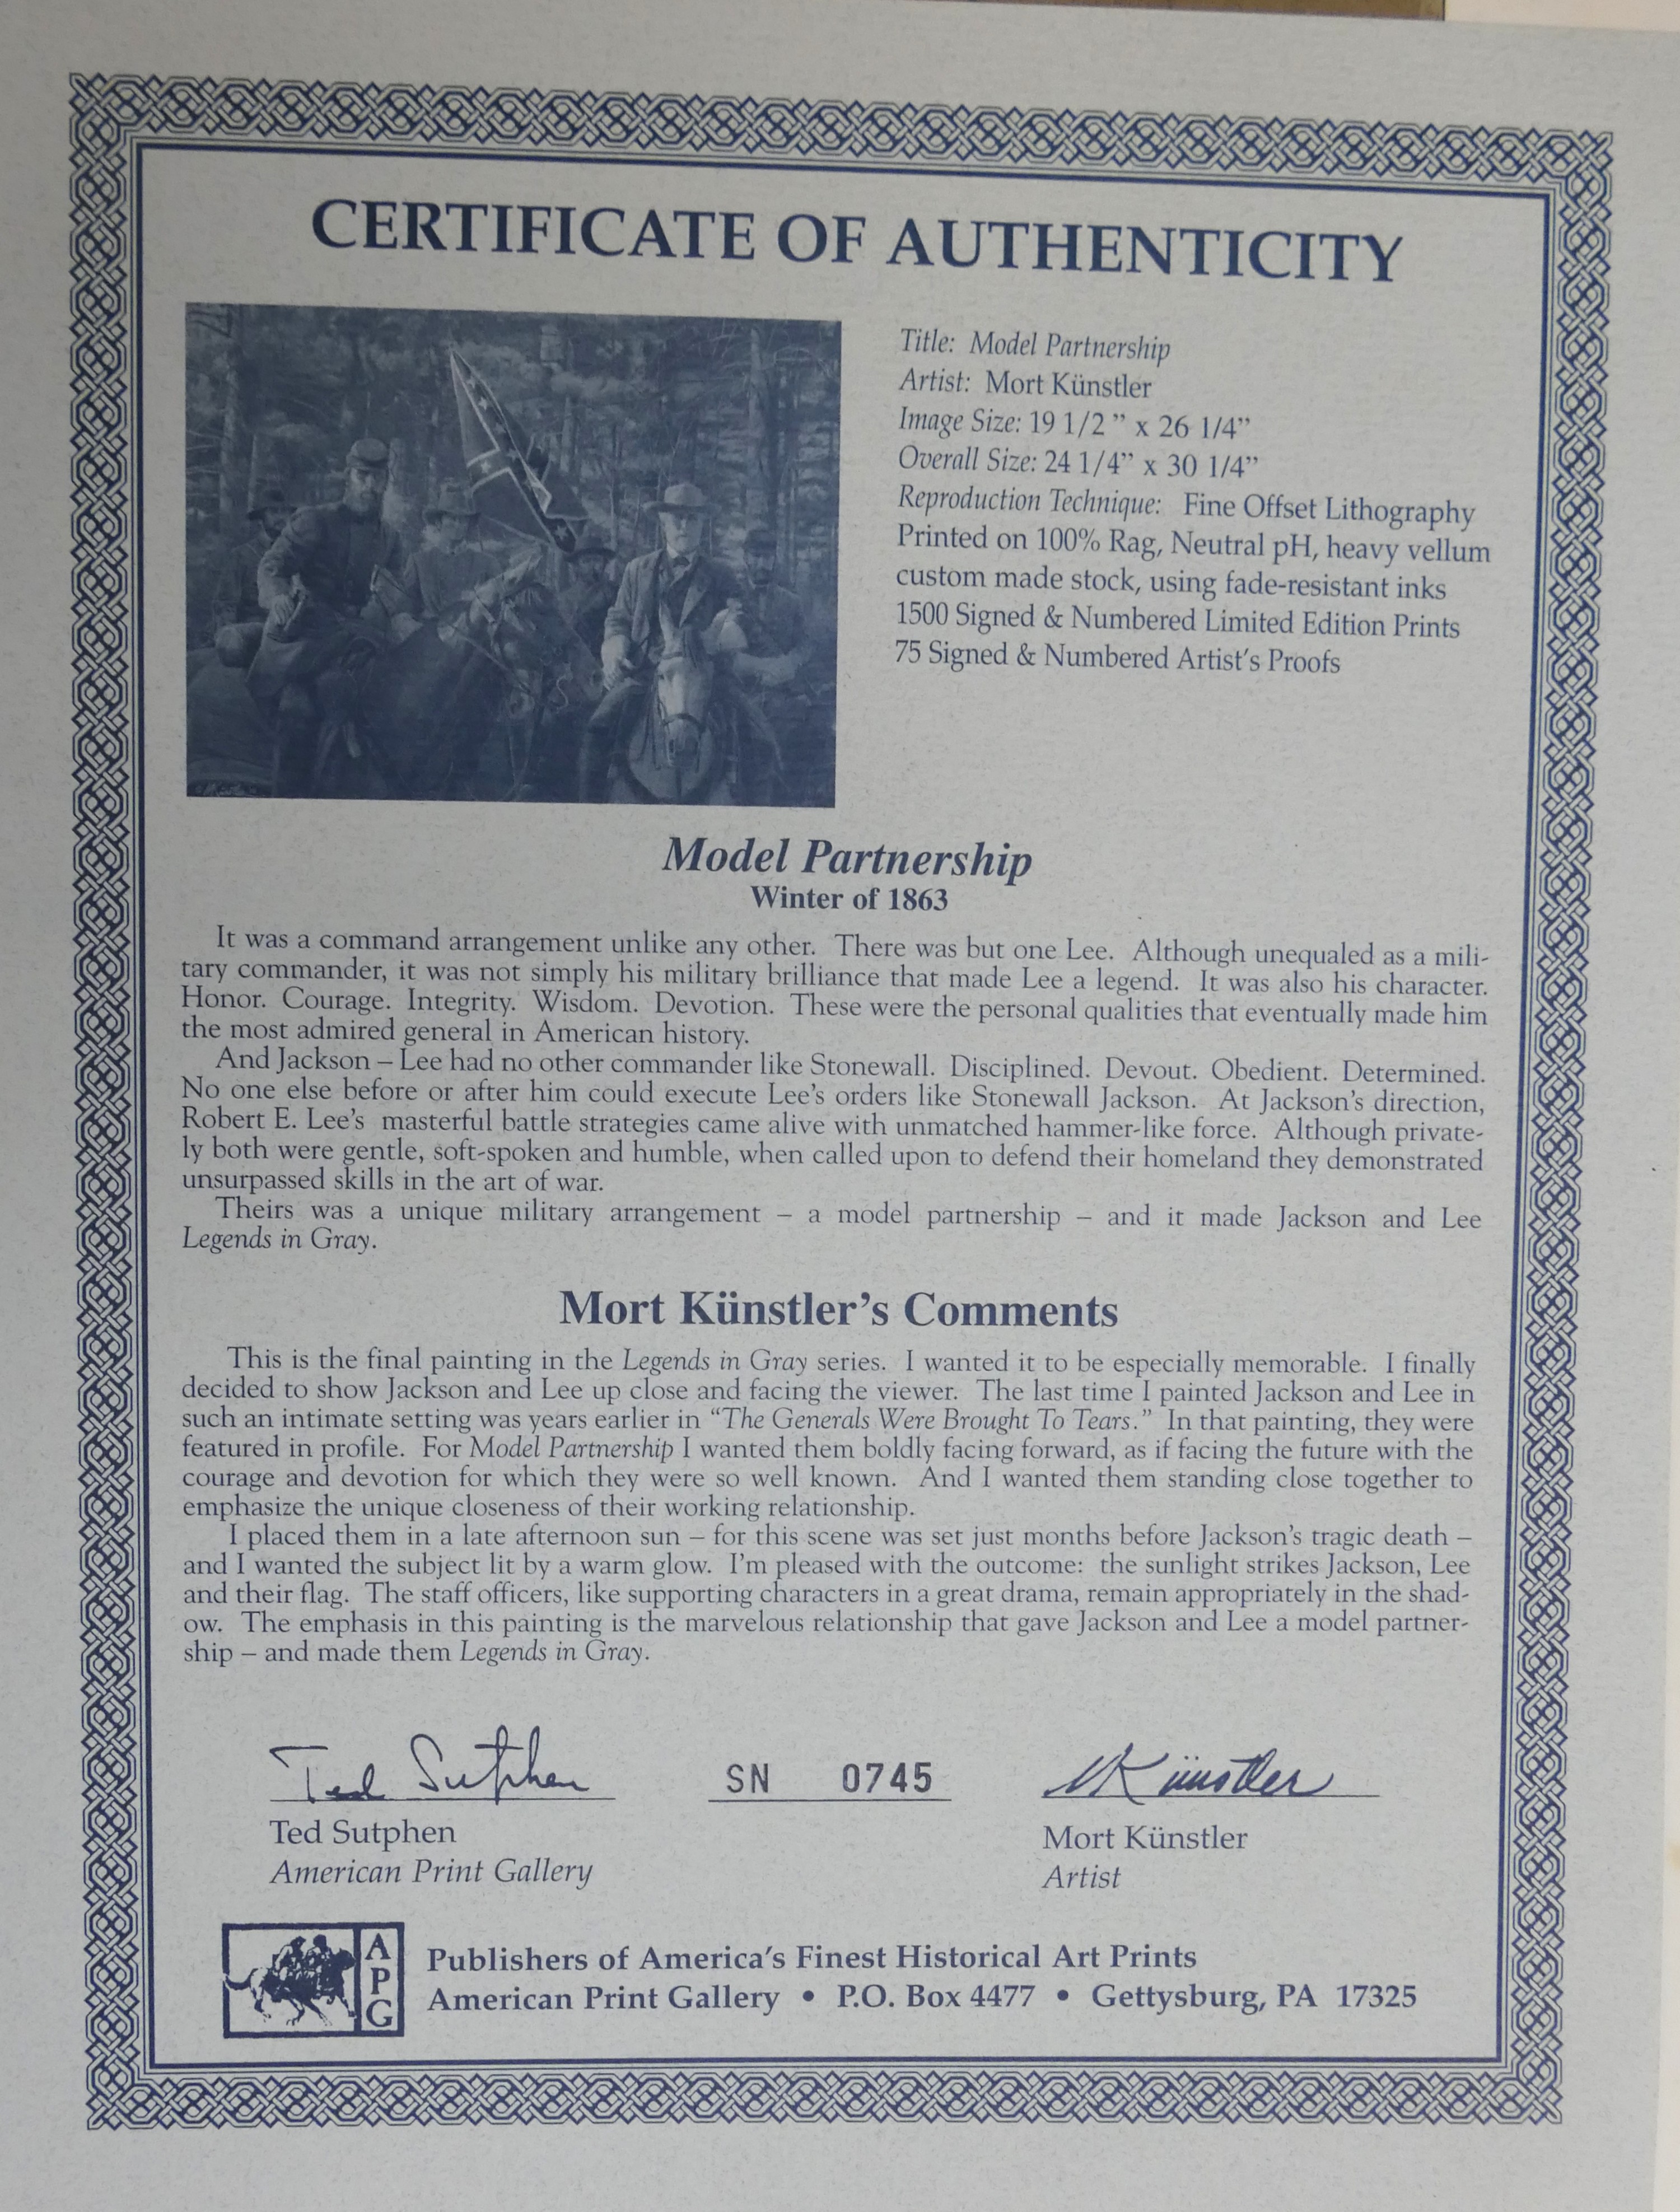 CERTIFICATE OF AUTHENTICITY
Title: Model Partnership
Artist: Mort Künstler
Image Size: 19 1/2 ” x 26 1/4”
Overall Size: 24 1/4” x 30 1/4”
Reproduction Technique: Fine Offset Lithography
Printed on 100% Rag, Neutral pH, heavy vellum
custom made stock, using fade-resistant inks
1500 Signed & Numbered Limited Edition Prints
75 Signed & Numbered Artist’s Proofs
Model Partnership
Winter of 1863
It was a command arrangement unlike any other. There was but one Lee. Although unequaled as a mili-
tary commander, it was not simply his military brilliance that made Lee a legend. It was also his character.
Honor. Courage. Integrity. Wisdom. Devotion. These were the personal qualities that eventually made him
the most admired general in American history.
And Jackson – Lee had no other commander like Stonewall. Disciplined. Devout. Obedient. Determined.
No one else before or after him could execute Lee’s orders like Stonewall Jackson. At Jackson’s direction,
Robert E. Lee’s masterful battle strategies came alive with unmatched hammer-like force. Although private-
ly both were gentle, soft-spoken and humble, when called upon to defend their homeland they demonstrated
unsurpassed skills in the art of war.
Theirs was a unique military arrangement – a model partnership – and it made Jackson and Lee
Legends in Gray.
Mort Künstler’s Comments
This is the final painting in the Legends in Gray series. I wanted it to be especially memorable. I finally
decided to show Jackson and Lee up close and facing the viewer. The last time I painted Jackson and Lee in
such an intimate setting was years earlier in “The Generals Were Brought To Tears.” In that painting, they were
featured in profile. For Model Partnership I wanted them boldly facing forward, as if facing the future with the
courage and devotion for which they were so well known. And I wanted them standing close together to
emphasize the unique closeness of their working relationship.
I placed them in a late afternoon sun – for this scene was set just months before Jackson’s tragic death –
and I wanted the subject lit by a warm glow. I’m pleased with the outcome: the sunlight strikes Jackson, Lee
and their flag. The staff officers, like supporting characters in a great drama, remain appropriately in the shad-
ow. The emphasis in this painting is the marvelous relationship that gave Jackson and Lee a model partner-
ship – and made them Legends in Gray.
Ted Sutphen
SN 0745
MKünstler
Ted Sutphen
American Print Gallery
Mort Künstler
Artist
APG
Publishers of America’s Finest Historical Art Prints
American Print Gallery • P.O. Box 4477 • Gettysburg, PA 17325